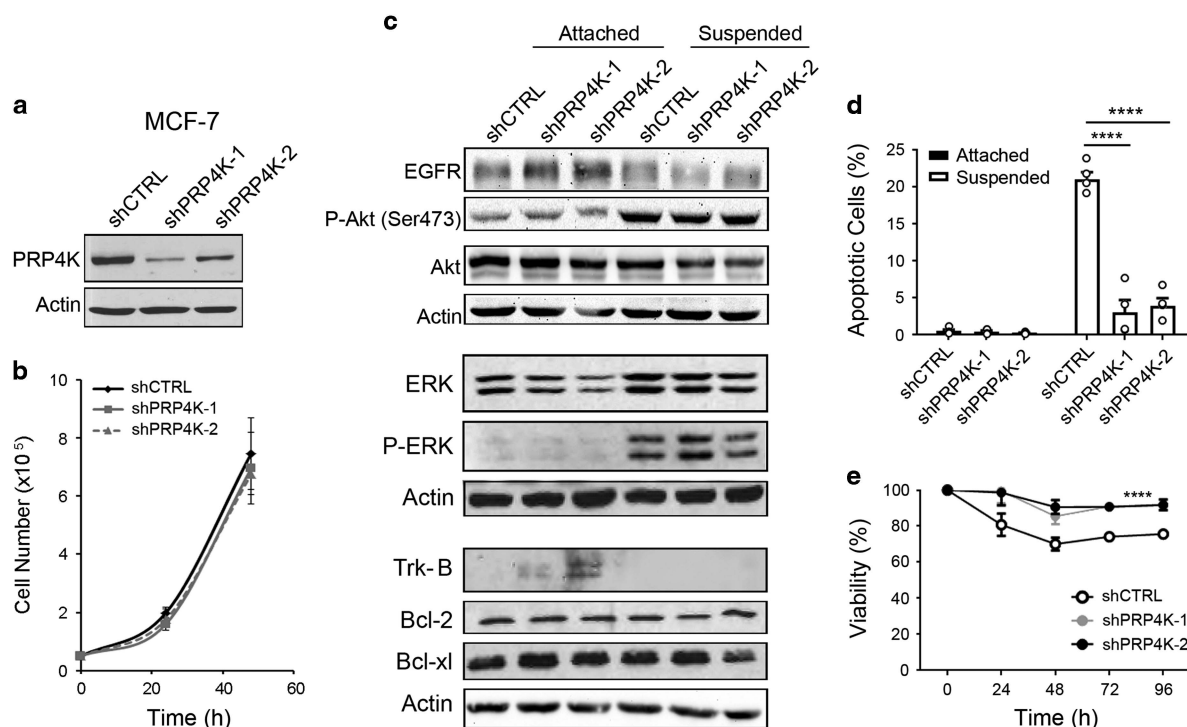 a
MCF-7
shCTRL
shPRP4K-1
shPRP4K-2
PRP4K
Actin
b
shCTRL
shPRP4K-1
shPRP4K-2
Cell Number (x10 5)
10
8
6
4
2
0
0 20 40 60
Time (h)
c
Attached Suspended
shCTRL
shPRP4K-1
shPRP4K-2
shCTRL
shPRP4K-1
shPRP4K-2
EGFR
P-Akt (Ser473)
Akt
Actin
ERK
P-ERK
Actin
Trk-B
Bcl-2
Bcl-xl
Actin
d
****
****
Attached
Suspended
Apoptotic Cells (%)
25
20
15
10
5
0
shCTRL
shPRP4K-1
shPRP4K-2
shCTRL
shPRP4K-1
shPRP4K-2
e
****
Viability (%)
100
80
60
40
20
0
shCTRL
shPRP4K-1
shPRP4K-2
0 24 48 72 96
Time (h)